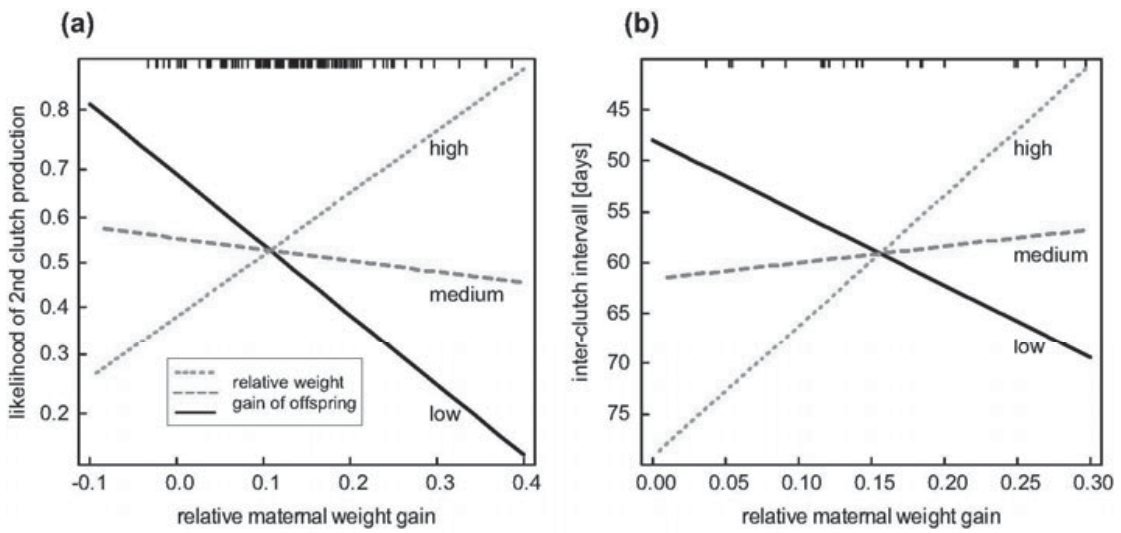 (a)
likelihood of 2nd clutch production
0.8
0.7
0.6
0.5
0.4
0.3
0.2
high
medium
low
relative weight
gain of offspring
-0.1 0.0 0.1 0.2 0.3 0.4
relative maternal weight gain
(b)
inter-clutch intervall [days]
45
50
55
60
65
70
75
high
medium
low
0.00 0.05 0.10 0.15 0.20 0.25 0.30
relative maternal weight gain